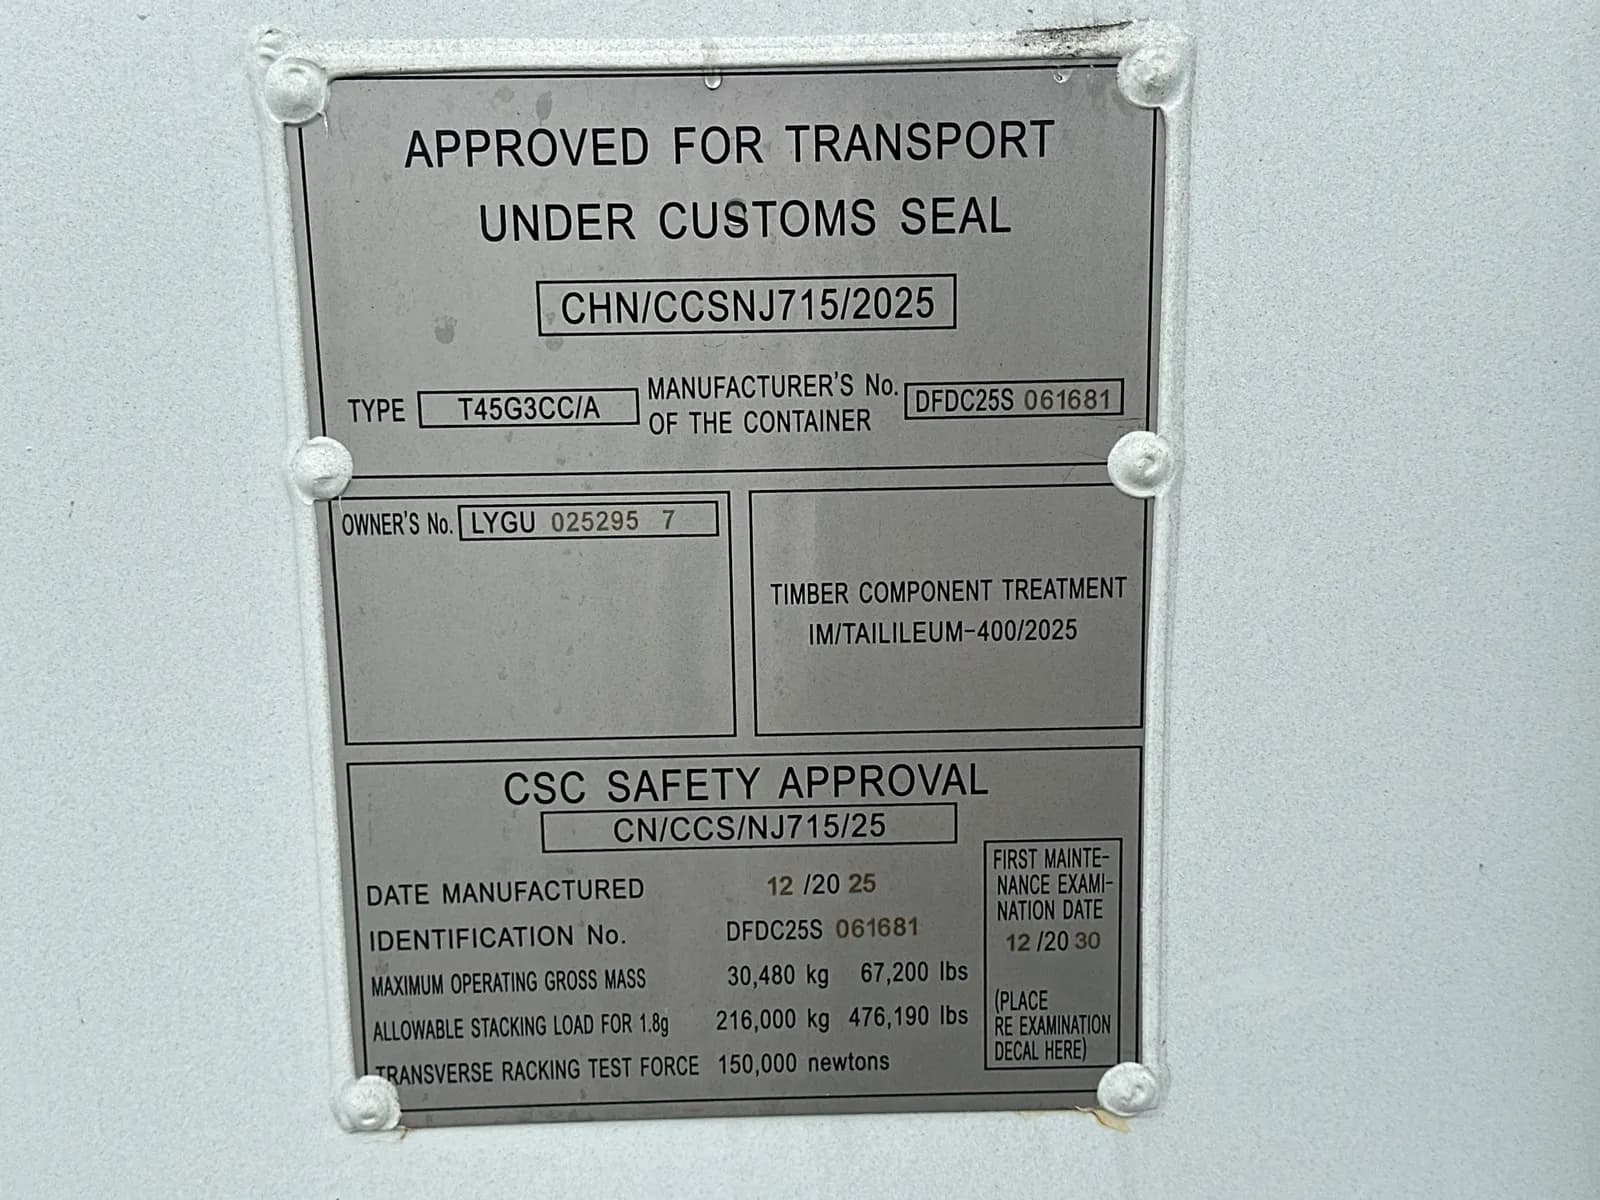 APPROVED FOR TRANSPORT
UNDER CUSTOMS SEAL
CHN/CCSNJ715/2025
TYPE T45G3CC/A MANUFACTURER'S No. OF THE CONTAINER DFDC25S 061681
OWNER'S No. LYGU 025295 7
TIMBER COMPONENT TREATMENT
IM/TAILILEUM-400/2025
CSC SAFETY APPROVAL
CN/CCS/NJ715/25
DATE MANUFACTURED 12 /20 25
IDENTIFICATION No. DFDC25S 061681
MAXIMUM OPERATING GROSS MASS 30,480 kg 67,200 lbs
ALLOWABLE STACKING LOAD FOR 1.8g 216,000 kg 476,190 lbs
TRANSVERSE RACKING TEST FORCE 150,000 newtons
FIRST MAINTE-
NANCE EXAMI-
NATION DATE
12 /20 30
(PLACE
RE EXAMINATION
DECAL HERE)